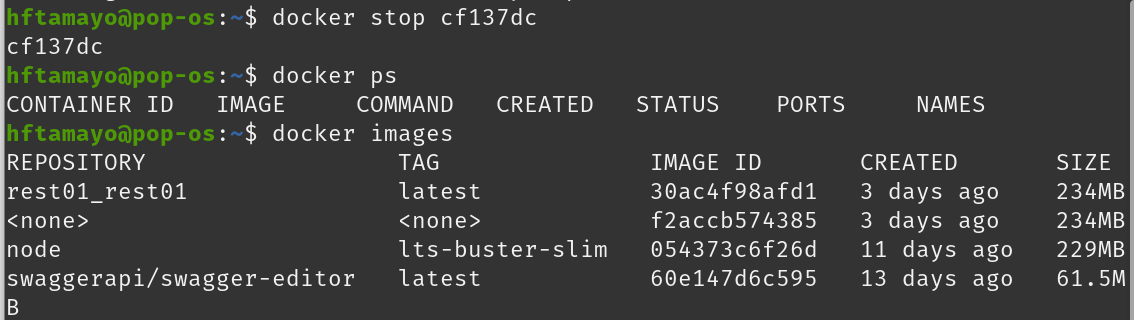 hftamayo@pop-os:~$ docker stop cf137dc
cf137dc
hftamayo@pop-os:~$ docker ps
CONTAINER ID   IMAGE     COMMAND   CREATED   STATUS    PORTS     NAMES
hftamayo@pop-os:~$ docker images
REPOSITORY                  TAG               IMAGE ID       CREATED       SIZE
rest01_rest01               latest            30ac4f98afd1   3 days ago    234MB
<none>                      <none>            f2accb574385   3 days ago    234MB
node                        lts-buster-slim   054373c6f26d   11 days ago   229MB
swaggerapi/swagger-editor   latest            60e147d6c595   13 days ago   61.5M
B